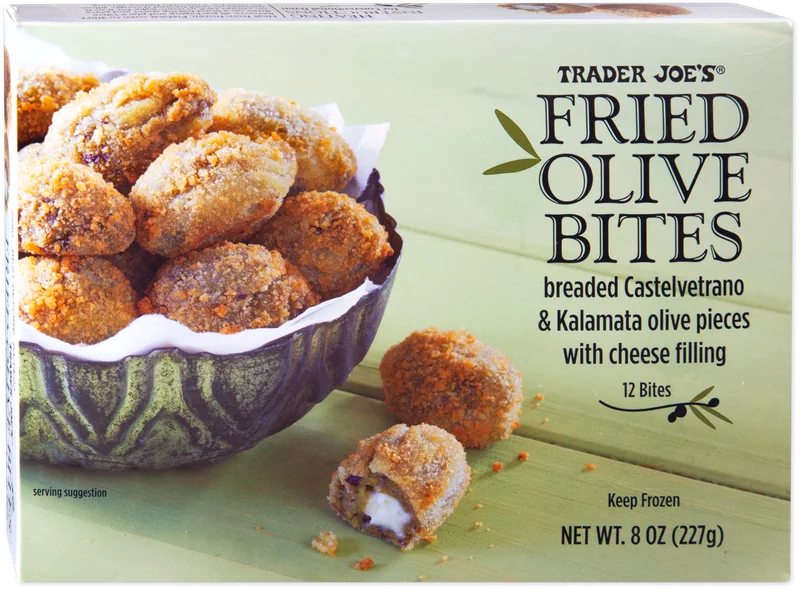 TRADER JOE'S®
FRIED
OLIVE
BITES
breaded Castelvetrano
& Kalamata olive pieces
with cheese filling
12 Bites
serving suggestion
Keep Frozen
NET WT. 8 OZ (227g)